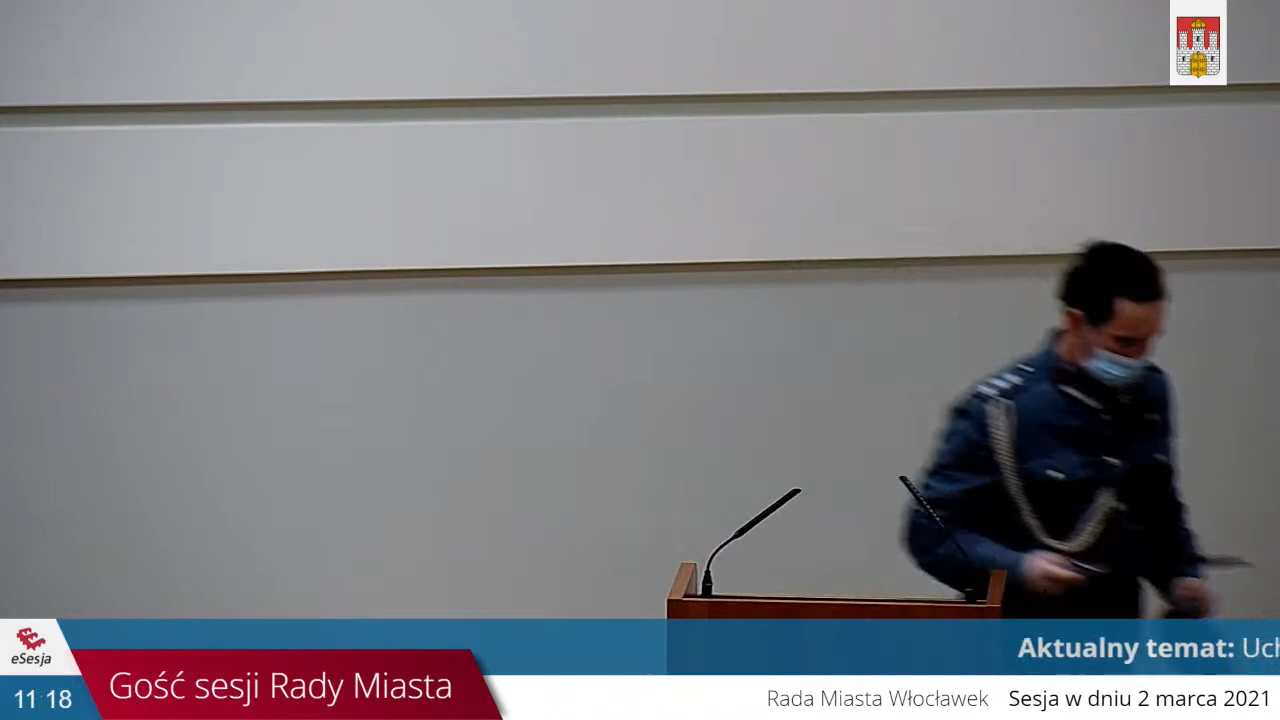 Aktualny temat: Uch
eSesja
Gość sesji Rady Miasta
11:18
Rada Miasta Włocławek Sesja w dniu 2 marca 2021